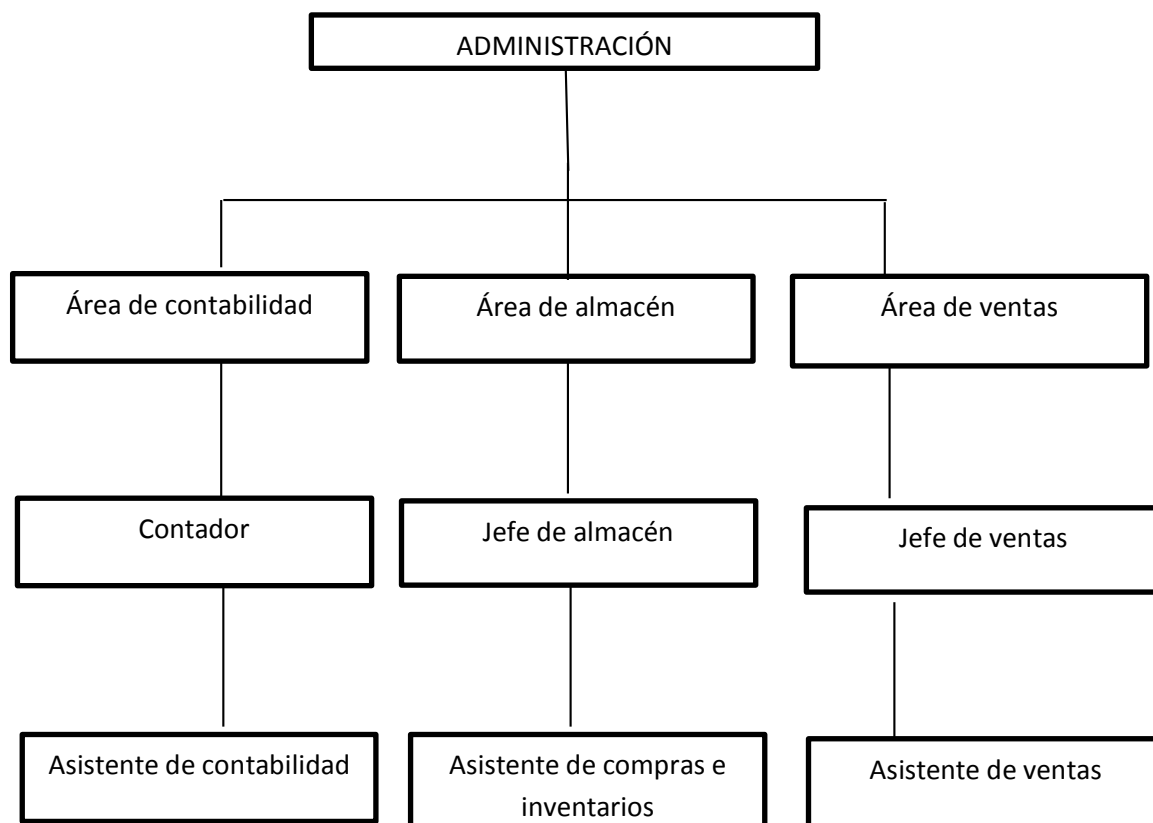 ADMINISTRACIÓN
Área de contabilidad
Área de almacén
Área de ventas
Contador
Jefe de almacén
Jefe de ventas
Asistente de contabilidad
Asistente de compras e
inventarios
Asistente de ventas